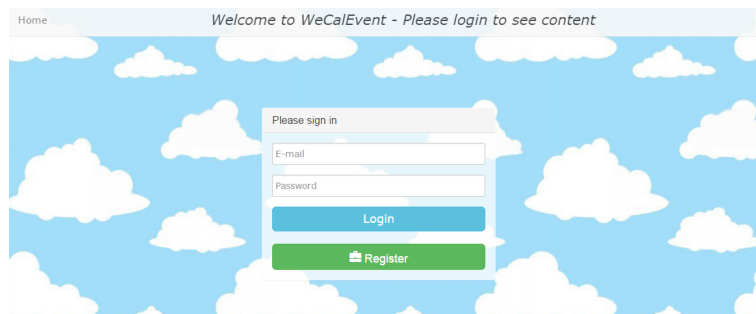 Home
Welcome to WeCalEvent - Please login to see content
Please sign in
E-mail
Password
Login
Register